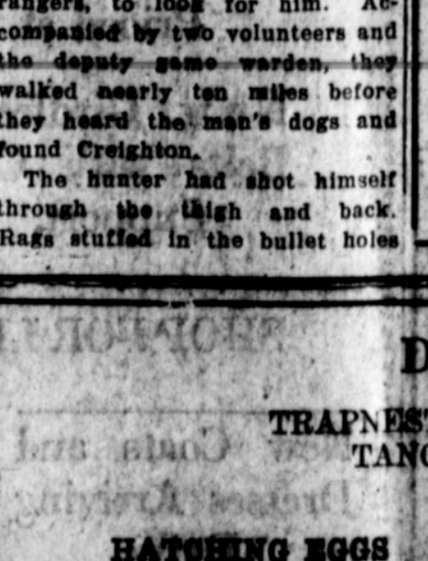 rangers, to look for him. Ac-
companied by two volunteers and
the deputy game warden, they
walked nearly ten miles before
they heard the man's dogs and
found Creighton.
The hunter had shot himself
through the thigh and back.
Rags stuffed in the bullet holes
D
TRAPNEST
TANC
HATCHING EGGS